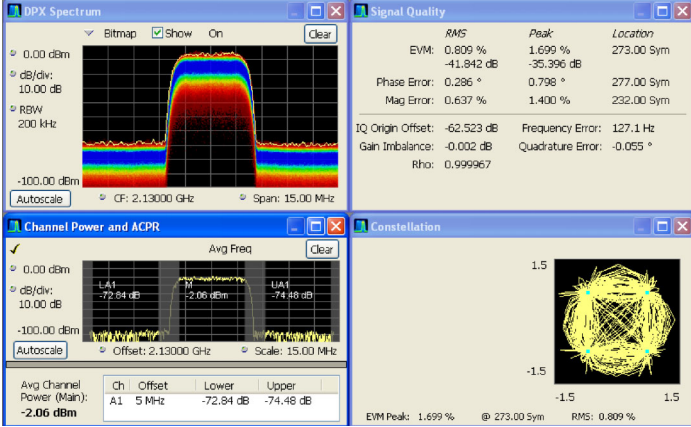 DPX Spectrum
Bitmap Show On Clear
0.00 dBm
dB/div:
10.00 dB
RBW
200 kHz
-100.00 dBm
Autoscale CF: 2.13000 GHz Span: 15.00 MHz
Signal Quality
RMS Peak Location
EVM: 0.809 % 1.699 % 273.00 Sym
-41.842 dB -35.396 dB
Phase Error: 0.286 ° 0.798 ° 277.00 Sym
Mag Error: 0.637 % 1.400 % 232.00 Sym
IQ Origin Offset: -62.523 dB Frequency Error: 127.1 Hz
Gain Imbalance: -0.002 dB Quadrature Error: -0.055 °
Rho: 0.999967
Channel Power and ACPR
Avg Freq Clear
0.00 dBm
dB/div:
10.00 dB
LA1 M UA1
-72.84 dB -2.06 dBm -74.48 dB
-100.00 dBm
Autoscale Offset: 2.13000 GHz Scale: 15.00 MHz
Avg Channel
Power (Main):
-2.06 dBm
Ch Offset Lower Upper
A1 5 MHz -72.84 dB -74.48 dB
Constellation
1.5
-1.5
-1.5 1.5
EVM Peak: 1.699 % @ 273.00 Sym RMS: 0.809 %